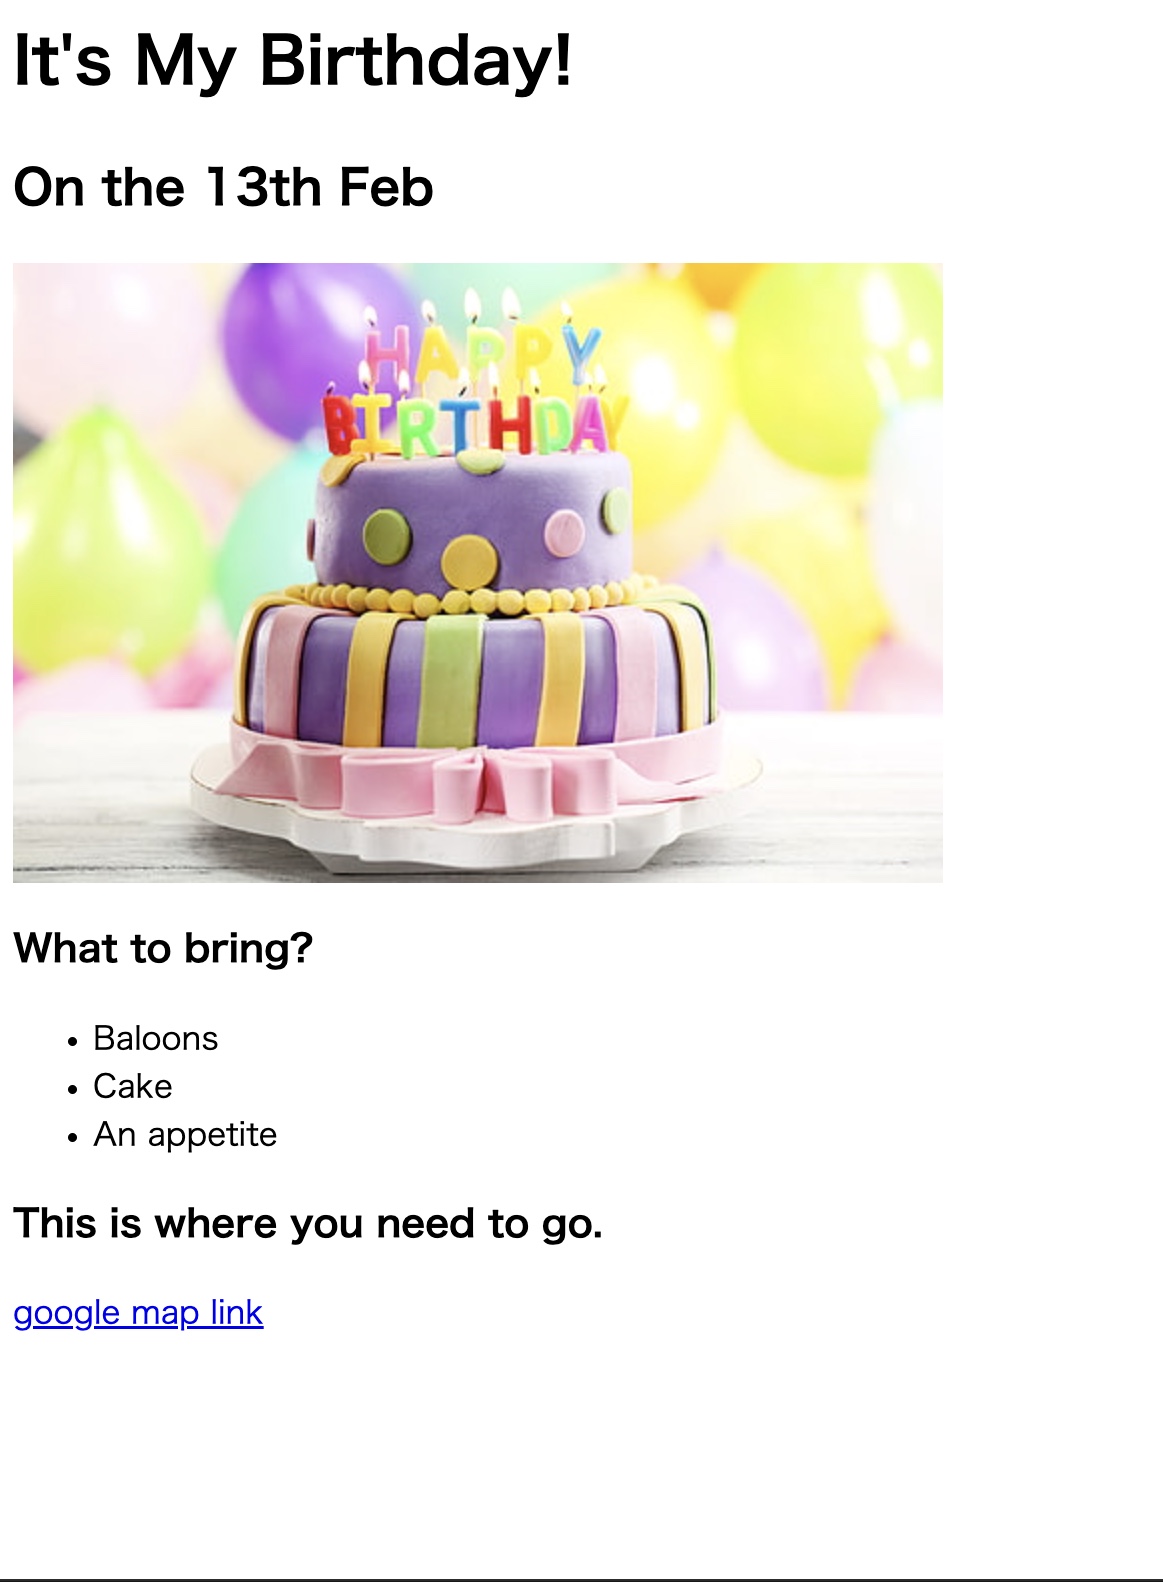 It's My Birthday!
On the 13th Feb
HAPPY
BIRTHDAY
What to bring?
Baloons
Cake
An appetite
This is where you need to go.
google map link